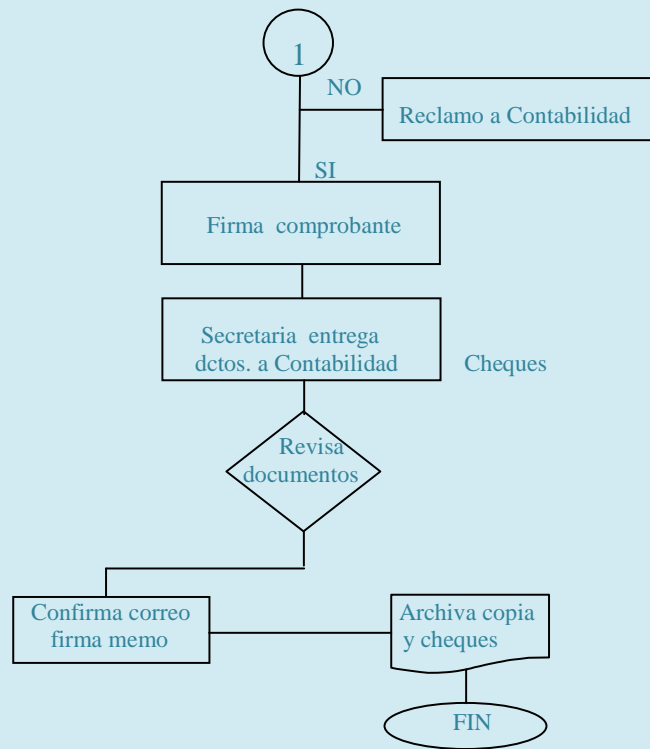 1
NO
Reclamo a Contabilidad
SI
Firma comprobante
Secretaria entrega
dctos. a Contabilidad
Cheques
Revisa
documentos
Confirma correo
firma memo
Archiva copia
y cheques
FIN